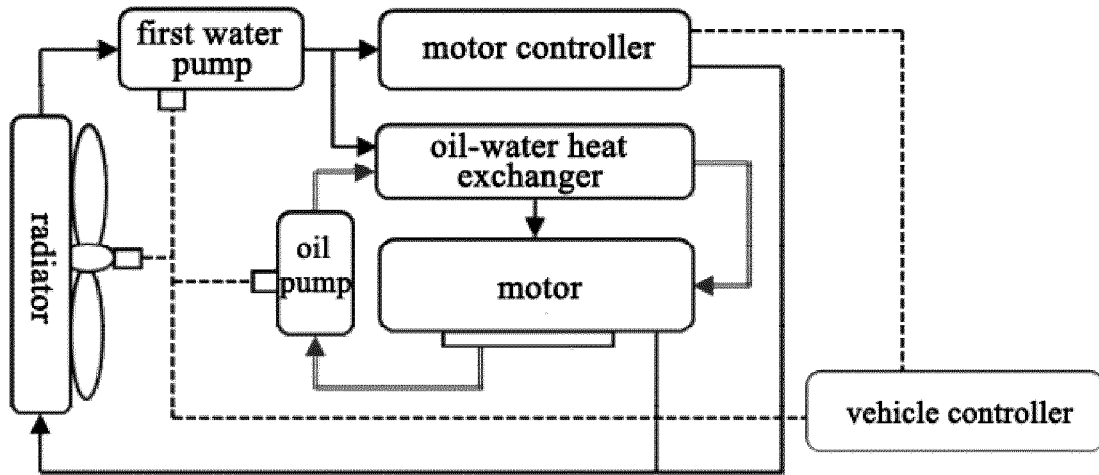 first water
pump
motor controller
oil-water heat
exchanger
radiator
oil
pump
motor
vehicle controller